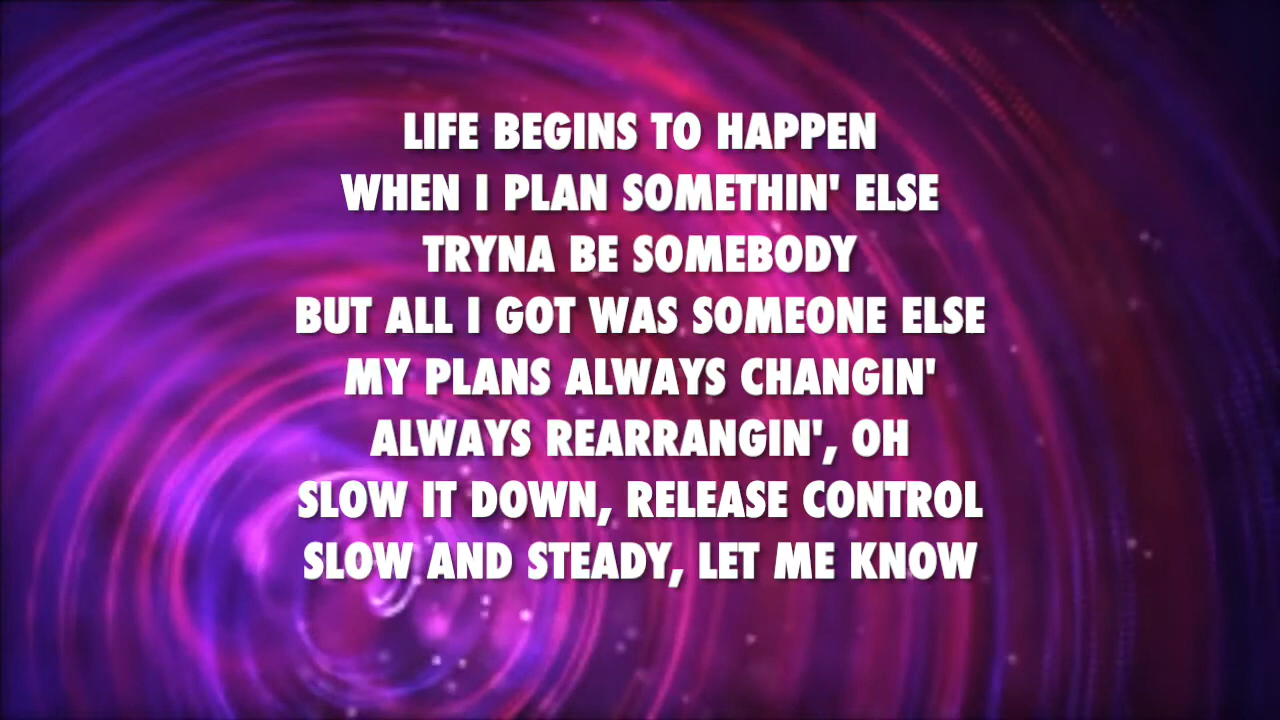 LIFE BEGINS TO HAPPEN
WHEN I PLAN SOMETHIN' ELSE
TRYNA BE SOMEBODY
BUT ALL I GOT WAS SOMEONE ELSE
MY PLANS ALWAYS CHANGIN'
ALWAYS REARRANGIN', OH
SLOW IT DOWN, RELEASE CONTROL
SLOW AND STEADY, LET ME KNOW